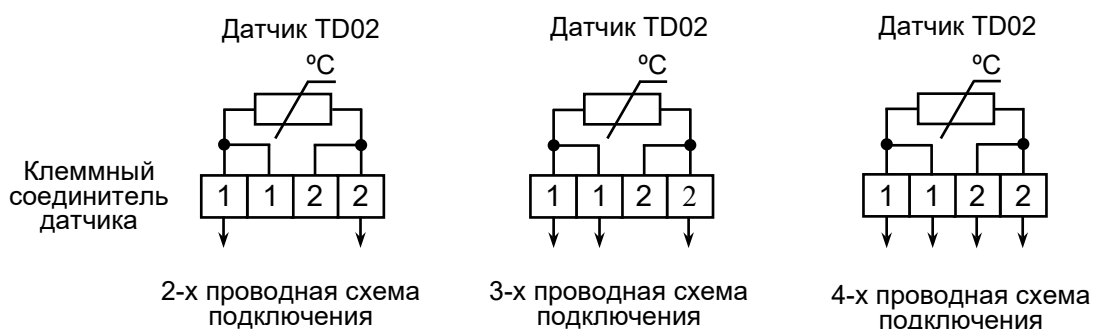 Датчик TD02
Датчик TD02
Датчик TD02
ºC
ºC
ºC
Клеммный
соединитель
датчика
1 1 2 2
1 1 2 2
1 1 2 2
2-х проводная схема
подключения
3-х проводная схема
подключения
4-х проводная схема
подключения